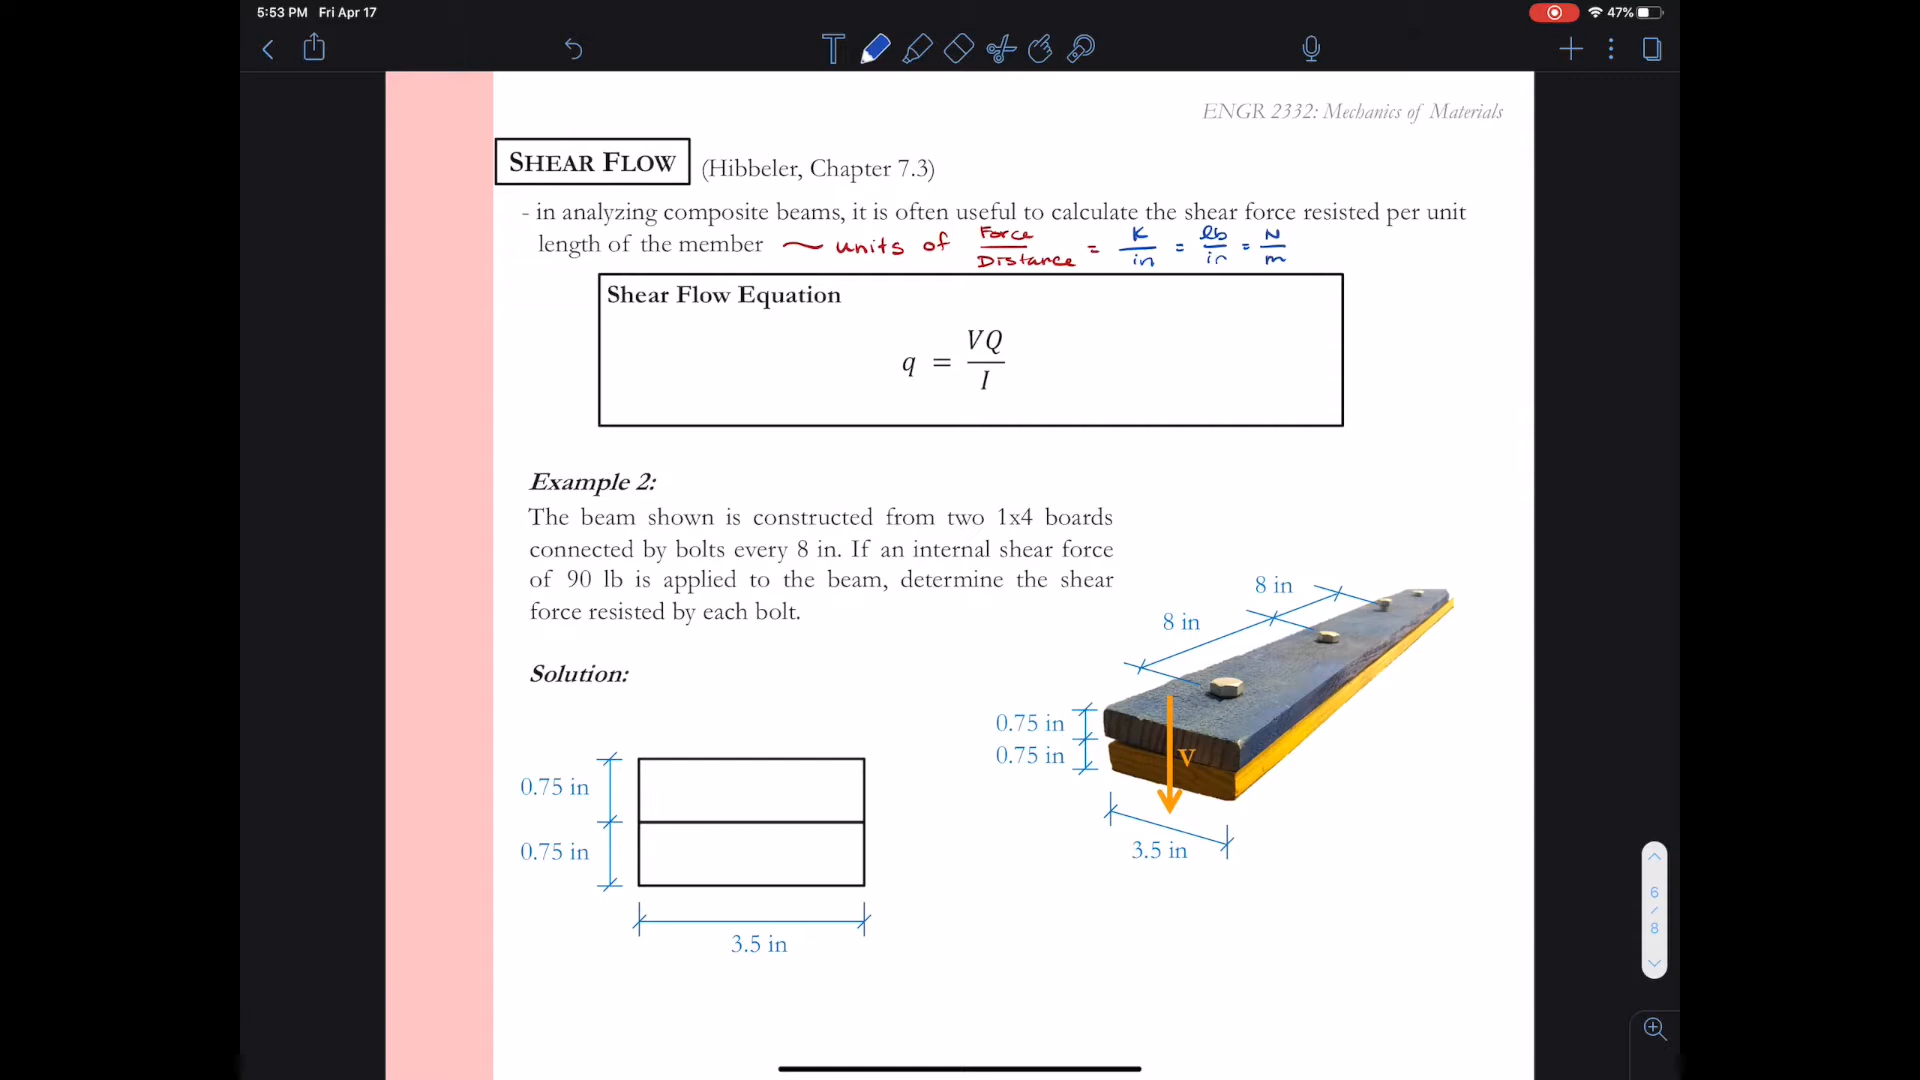 5:53 PM Fri Apr 17
47%
ENGR 2332: Mechanics of Materials
SHEAR FLOW (Hibbeler, Chapter 7.3)
- in analyzing composite beams, it is often useful to calculate the shear force resisted per unit
length of the member ~ units of Force/Distance = K/in = lb/in = N/m
Shear Flow Equation
q = VQ/I
Example 2:
The beam shown is constructed from two 1x4 boards
connected by bolts every 8 in. If an internal shear force
of 90 lb is applied to the beam, determine the shear
force resisted by each bolt.
8 in
8 in
Solution:
0.75 in
0.75 in
V
3.5 in
0.75 in
0.75 in
3.5 in
6
/
8